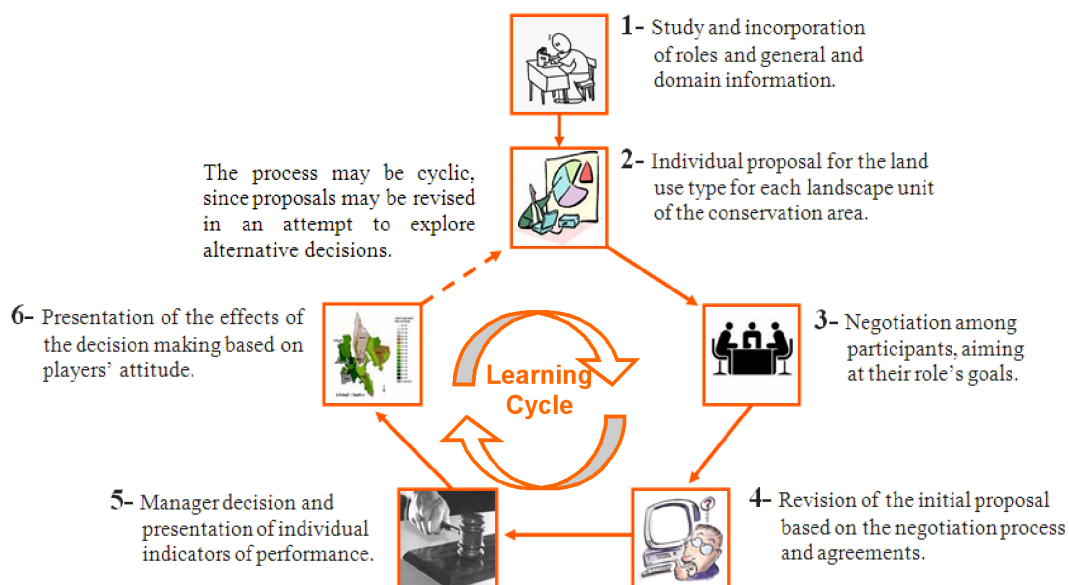 1- Study and incorporation
of roles and general and
domain information.
The process may be cyclic,
since proposals may be revised
in an attempt to explore
alternative decisions.
2- Individual proposal for the land
use type for each landscape unit
of the conservation area.
6- Presentation of the effects of
the decision making based on
players’ attitude.
Learning
Cycle
3- Negotiation among
participants, aiming
at their role’s goals.
5- Manager decision and
presentation of individual
indicators of performance.
4- Revision of the initial proposal
based on the negotiation process
and agreements.